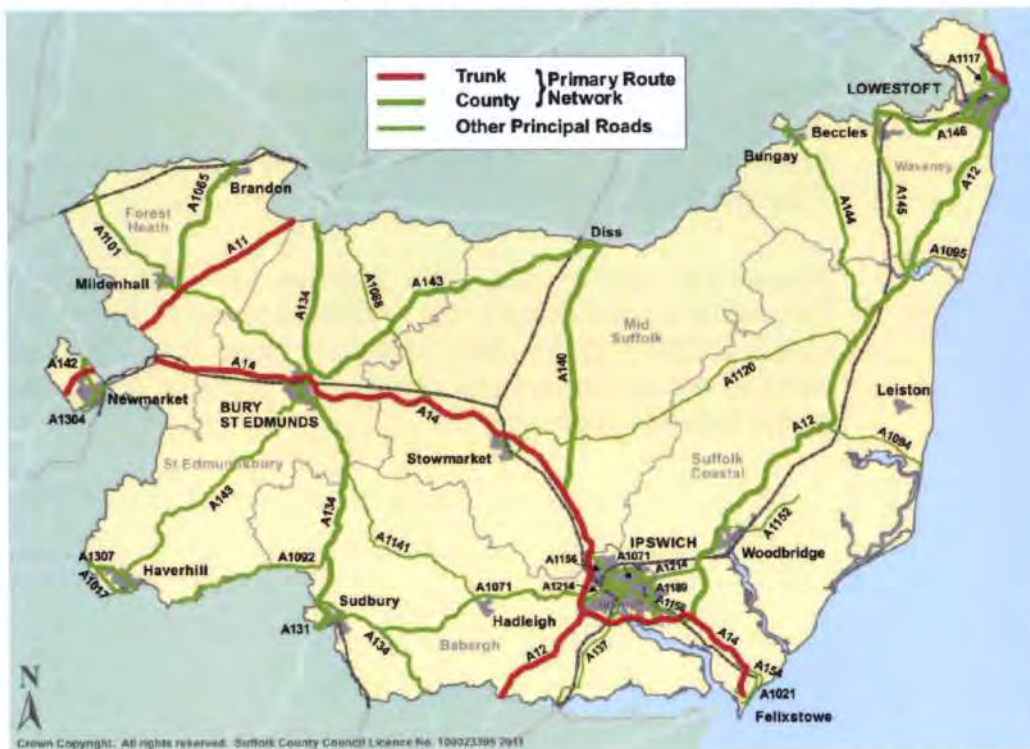 Trunk
County
} Primary Route
Network
Other Principal Roads
A1117
LOWESTOFT
Beccles
A146
Bungay
Waveney
A12
A145
A144
A1095
Brandon
A1065
Forest
Heath
A1101
A11
Mildenhall
Diss
A143
A1088
A134
Mid
Suffolk
A140
A1120
A142
A14
Newmarket
A1304
BURY
ST EDMUNDS
A14
Leiston
Stowmarket
A12
A1094
St Edmundsbury
Suffolk
Coastal
A143
A134
A1152
A1307
A1092
A1141
IPSWICH
A1156
A1071
A1214
Woodbridge
Haverhill
A1017
A1071
A1214
A1189
A1156
Sudbury
Hadleigh
A131
A134
Babergh
A12
A137
A14
A154
A1021
Felixstowe
N
Crown Copyright. All rights reserved. Suffolk County Council Licence No. 100023395 2011